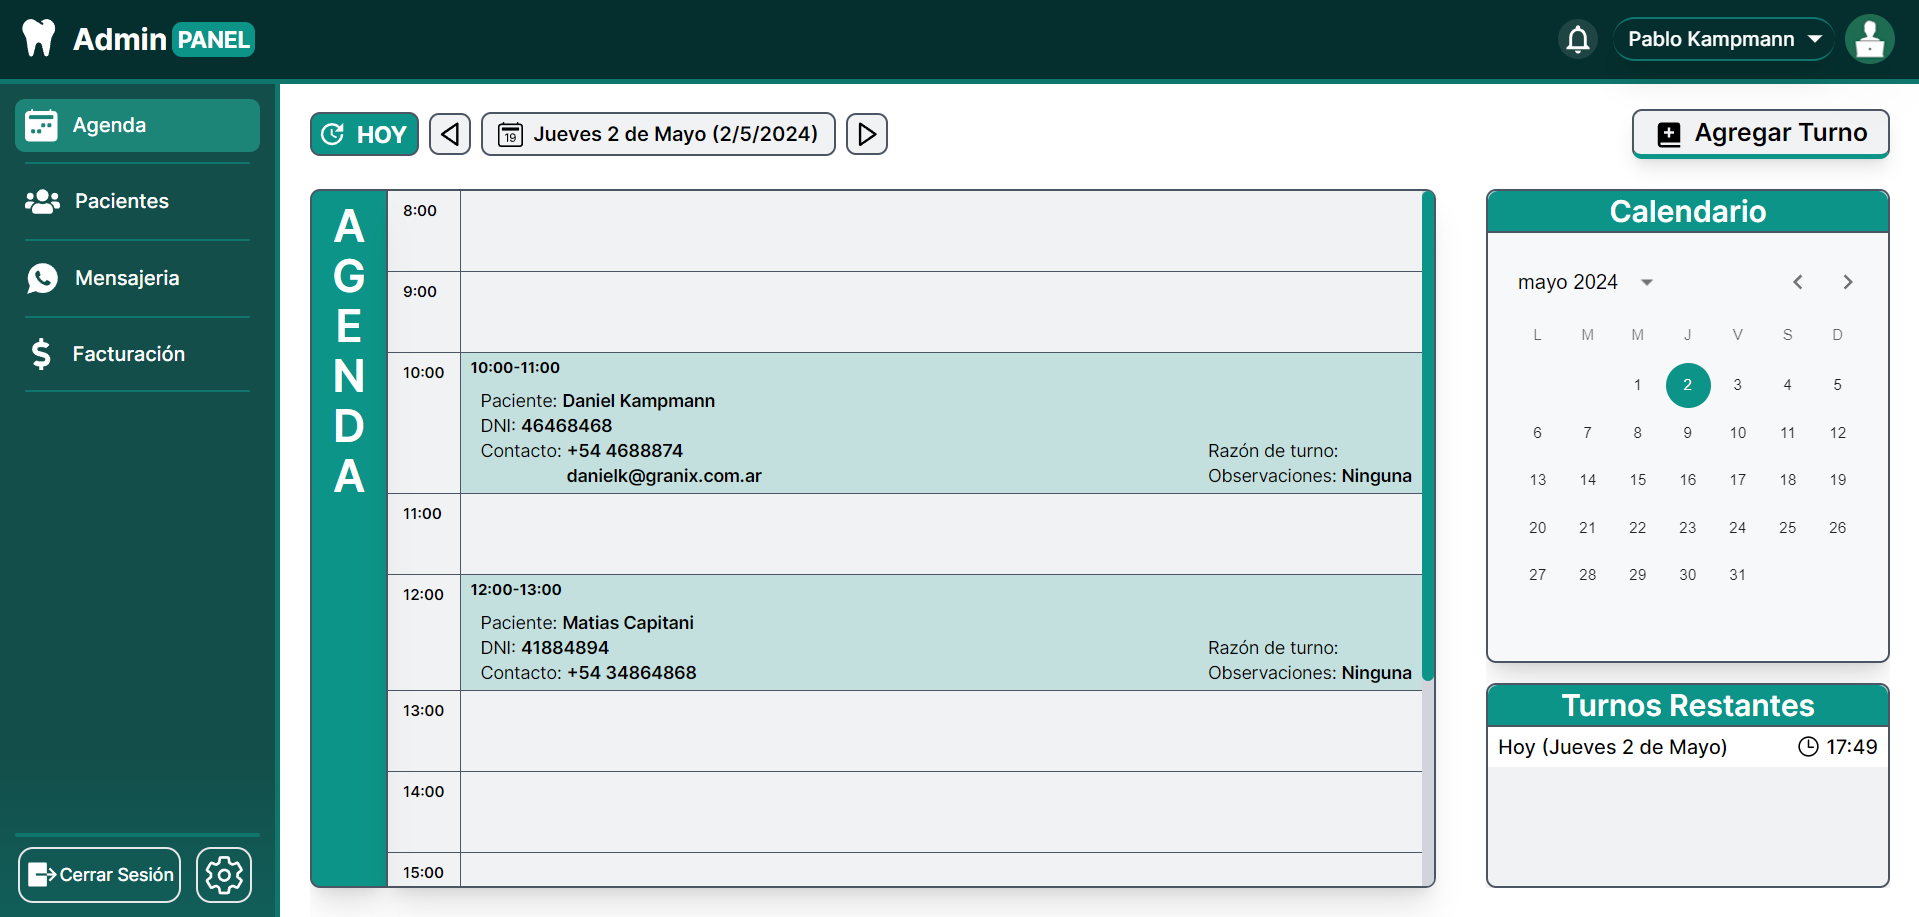 Admin PANEL
Pablo Kampmann
Agenda
Pacientes
Mensajeria
Facturación
Cerrar Sesión
HOY
19
Jueves 2 de Mayo (2/5/2024)
Agregar Turno
AGENDA
8:00
9:00
10:00
10:00-11:00
Paciente: Daniel Kampmann
DNI: 46468468
Contacto: +54 4688874
danielk@granix.com.ar
Razón de turno:
Observaciones: Ninguna
11:00
12:00
12:00-13:00
Paciente: Matias Capitani
DNI: 41884894
Contacto: +54 34864868
Razón de turno:
Observaciones: Ninguna
13:00
14:00
15:00
Calendario
mayo 2024
L M M J V S D
1 2 3 4 5
6 7 8 9 10 11 12
13 14 15 16 17 18 19
20 21 22 23 24 25 26
27 28 29 30 31
Turnos Restantes
Hoy (Jueves 2 de Mayo) 17:49